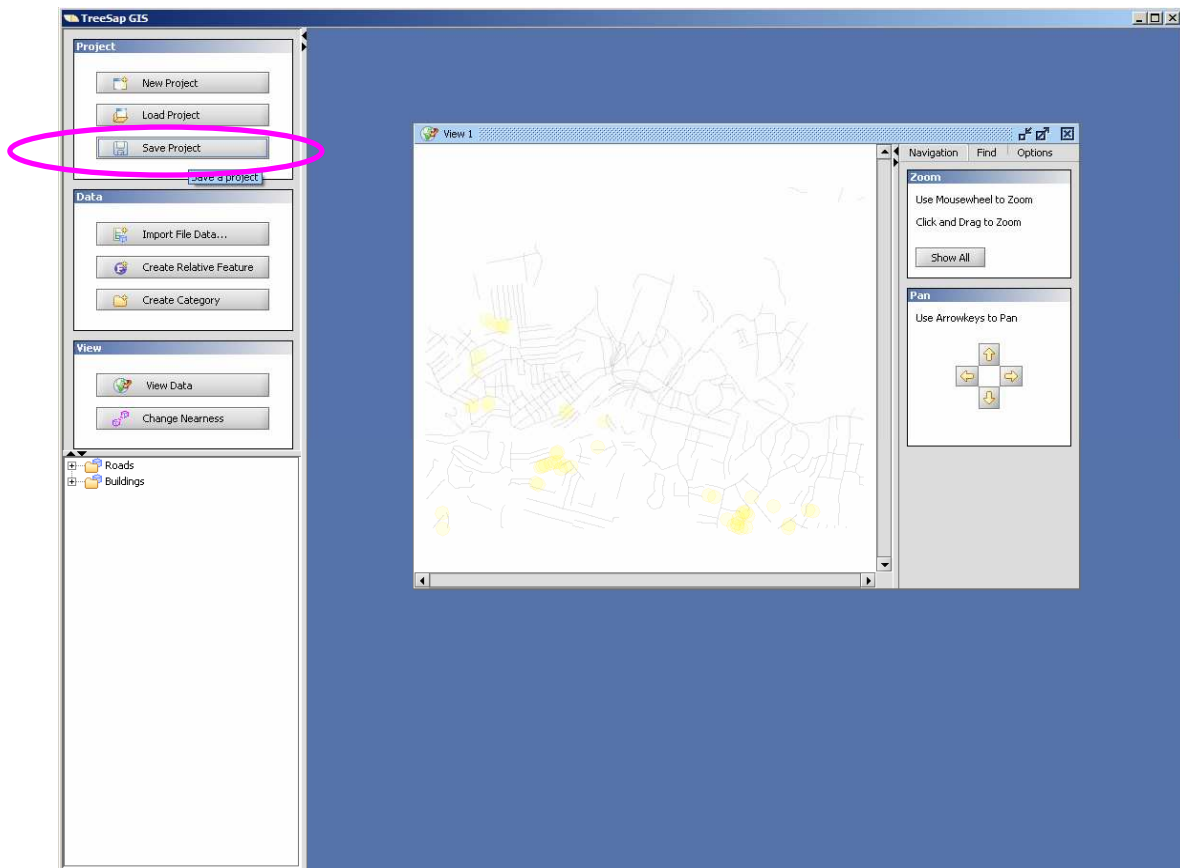 TreeSap GIS
Project
New Project
Load Project
Save Project
Save a project
Data
Import File Data...
Create Relative Feature
Create Category
View
View Data
Change Nearness
Roads
Buildings
View 1
Navigation Find Options
Zoom
Use Mousewheel to Zoom
Click and Drag to Zoom
Show All
Pan
Use Arrowkeys to Pan